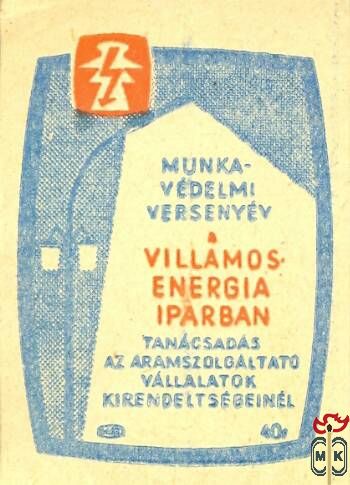 MUNKA-
VÉDELMI
VERSENYÉV
a
VILLAMOS-
ENERGIA
IPARBAN
TANÁCSADÁS
AZ ÁRAMSZOLGÁLTATÓ
VÁLLALATOK
KIRENDELTSÉGEINÉL
40f
MK